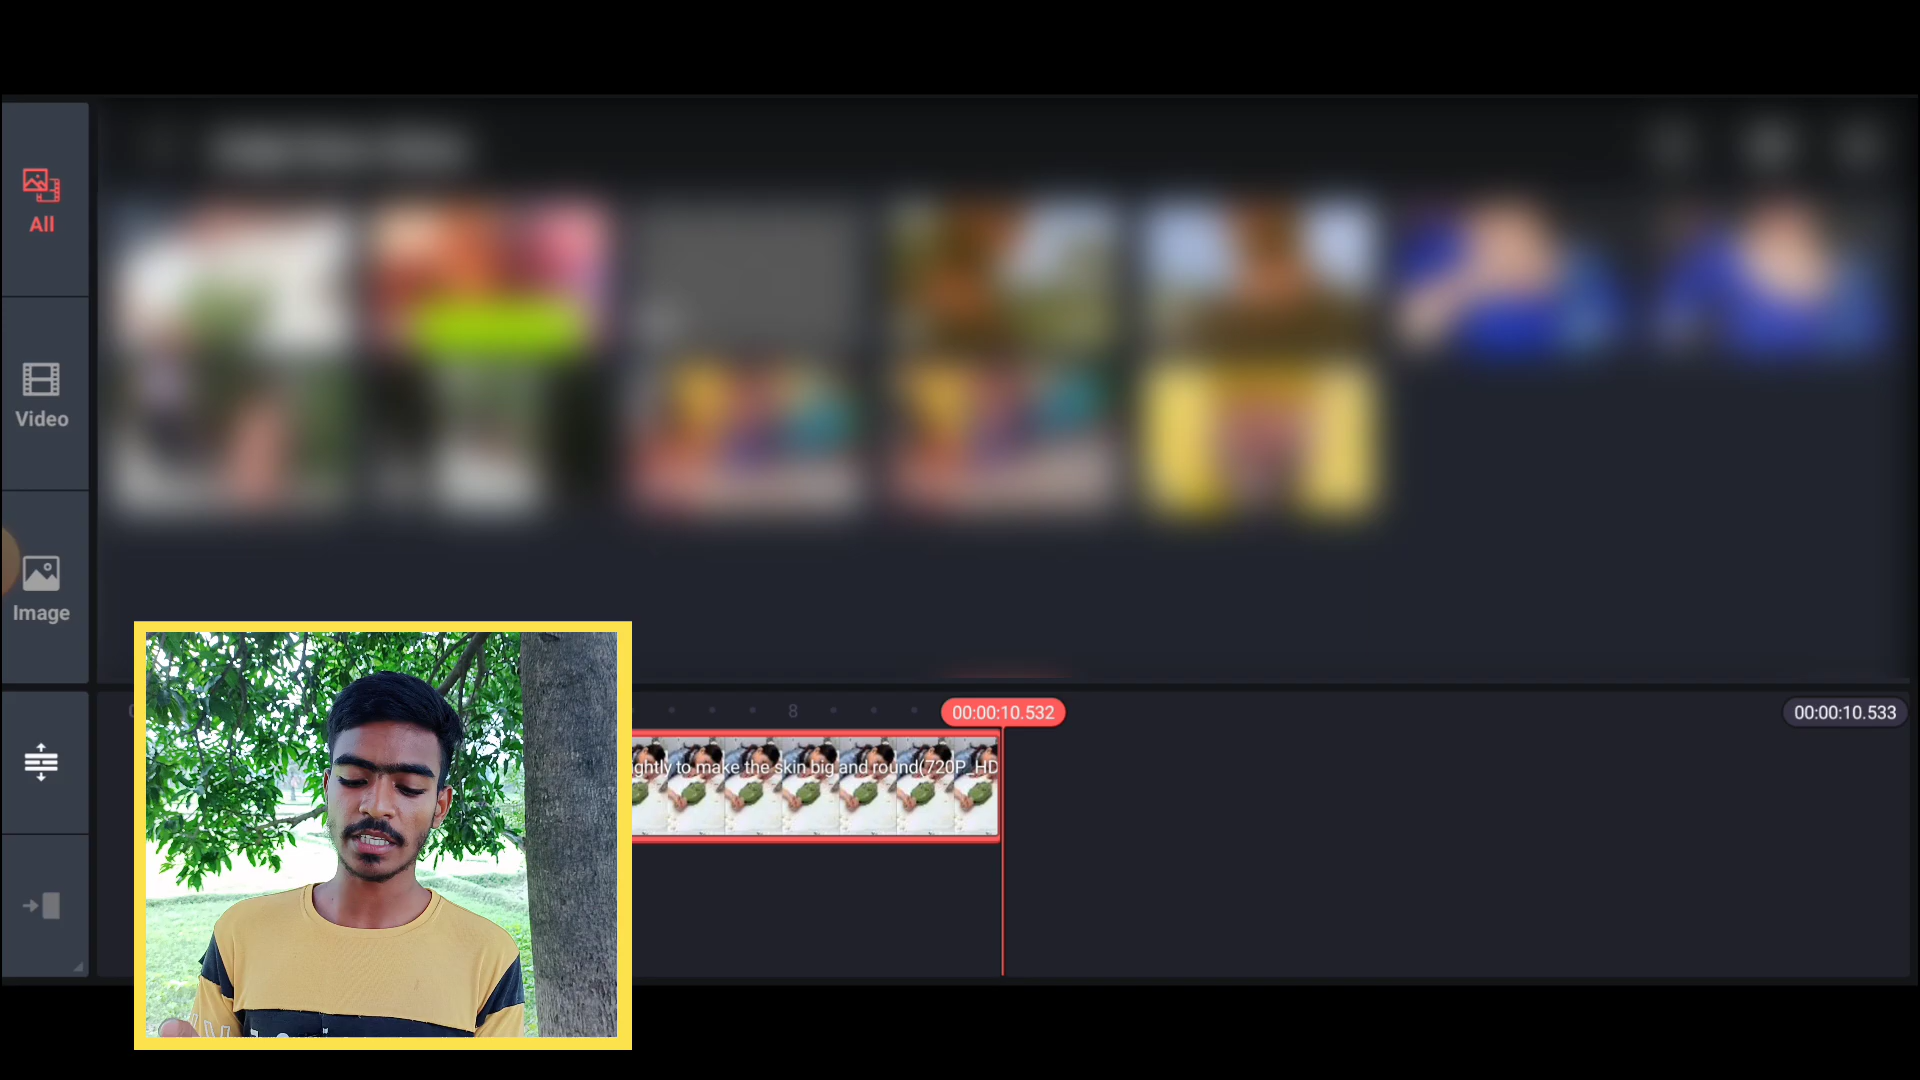 All
Video
Image
8
00:00:10.532
00:00:10.533
ghtly to make the skin big and round(720P_HD